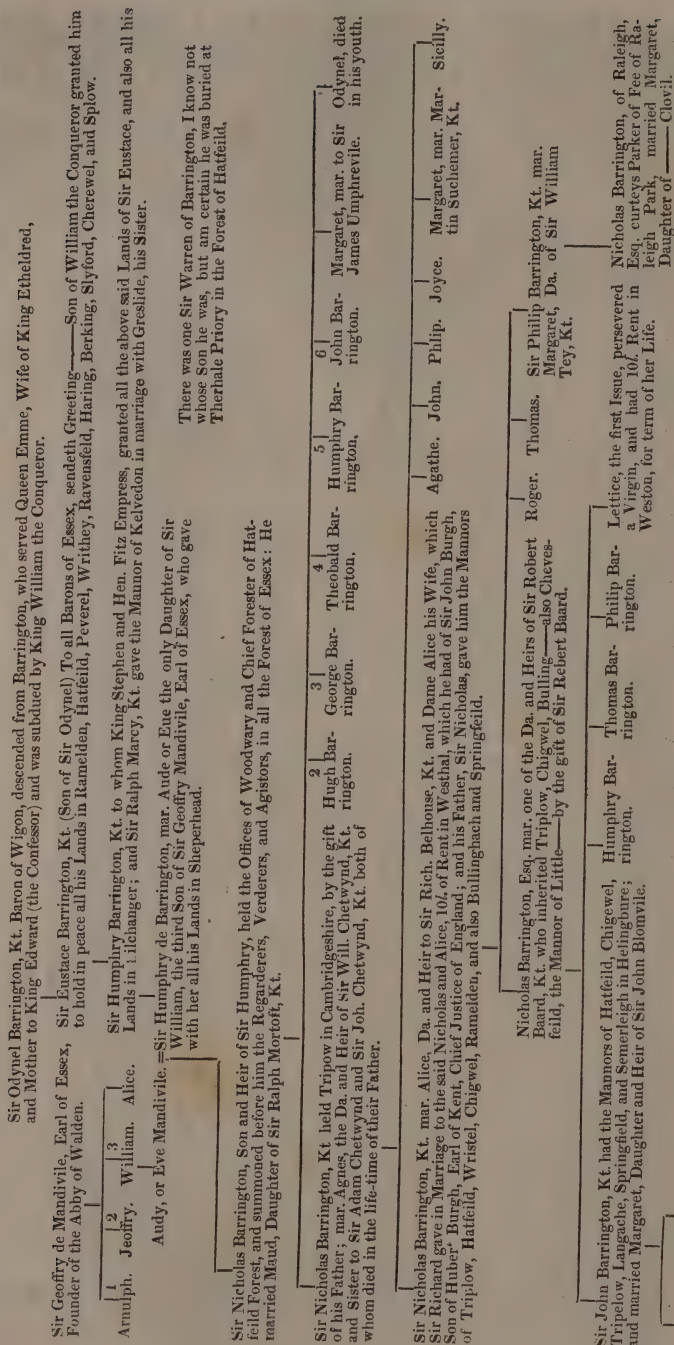 Sir Odynel Barrington, Kt. Baron of Wigon, descended from Barrington, who served Queen Emme, Wife of King Etheldred,
and Mother to King Edward (the Confessor) and was subdued by King William the Conqueror.
Sir Geoffry de Mandivile, Earl of Essex,
Founder of the Abby of Walden.
Sir Eustace Barrington, Kt. (Son of Sir Odynel) To all Barons of Essex, sendeth Greeting——Son of William the Conqueror granted him
to hold in peace all his Lands in Ramelden, Hatfeild, Peverel, Writhey, Ravensfeld, Haring, Berking, Slyford, Cherewel, and Splow.
1 2 3
Arnulph. Jeoffry. William. Alice.
Sir Humphry Barrington, Kt. to whom King Stephen and Hen. Fitz Empress, granted all the above said Lands of Sir Eustace, and also all his
Lands in ilchanger; and Sir Ralph Marcy, Kt. gave the Mannor of Kelvedon in marriage with Greslide, his Sister.
Audy, or Eve Mandivile.=Sir Humphry de Barrington, mar. Aude or Eue the only Daughter of Sir
William, the third Son of Sir Geoffry Mandivile, Earl of Essex, who gave
with her all his Lands in Sheperhead.
There was one Sir Warren of Barrington, I know not
whose Son he was, but am certain he was buried at
Therhale Priory in the Forest of Hatfeild.
Sir Nicholas Barrington, Son and Heir of Sir Humphry, held the Offices of Woodwary and Chief Forester of Hat-
feild Forest, and summoned before him the Regarderers, Verderers, and Agistors, in all the Forest of Essex: He
married Maud, Daughter of Sir Ralph Mortoft, Kt.
Sir Nicholas Barrington, Kt held Tripow in Cambridgeshire, by the gift
of his Father; mar. Agnes, the Da. and Heir of Sir Will. Chetwynd, Kt.
and Sister to Sir Adam Chetwynd and Sir Joh. Chetwynd, Kt. both of
whom died in the life-time of their Father.
2
Hugh Bar-
rington.
3
George Bar-
rington.
4
Theobald Bar-
rington.
5
Humphry Bar-
rington,
6
John Bar-
rington.
Margaret, mar. to Sir
James Umphrevile.
Odynel, died
in his youth.
Sir Nicholas Barrington, Kt. mar. Alice, Da. and Heir to Sir Rich. Belhouse, Kt. and Dame Alice his Wife, which
Sir Richard gave in Marriage to the said Nicholas and Alice, 10l. of Rent in Westhal, which he had of Sir John Burgh,
Son of Huber Burgh, Earl of Kent, Chief Justice of England; and his Father, Sir Nicholas, gave him the Mannors
of Triplow, Hatfeild, Wristel, Chigwel, Ramelden, and also Bullinghach and Springfeild.
Agathe. John. Phlip. Joyce. Margaret, mar. Mar-
tin Suchemer, Kt.
Sicilly.
Nicholas Barrington, Esq. mar. one of the Da. and Heirs of Sir Robert
Baard, Kt. who inherited Triplow, Chigwel, Bulling——also Cheves-
feild, the Mannor of Little——by the gift of Sir Rebert Baard.
Roger. Thomas. Sir Philip Barrington, Kt. mar.
Margaret, Da. of Sir William
Tey, Kt.
Sir John Barrington, Kt. had the Mannors of Hatfeild, Chigewel,
Tripelow, Langache, Springfield, and Semerleigh in Helingbure;
and married Margaret, Daughter and Heir of Sir John Blomvile.
Humphry Bar-
rington.
Thomas Bar-
rington.
Philip Bar-
rington.
Lettice, the first Issue, persevered
a Virgin, and had 10l. Rent in
Weston, for term of her Life.
Nicholas Barrington, of Raleigh,
Esq. curteys Parker of Fee of Ra-
leigh Park, married Margaret,
Daughter of —— Clovil.